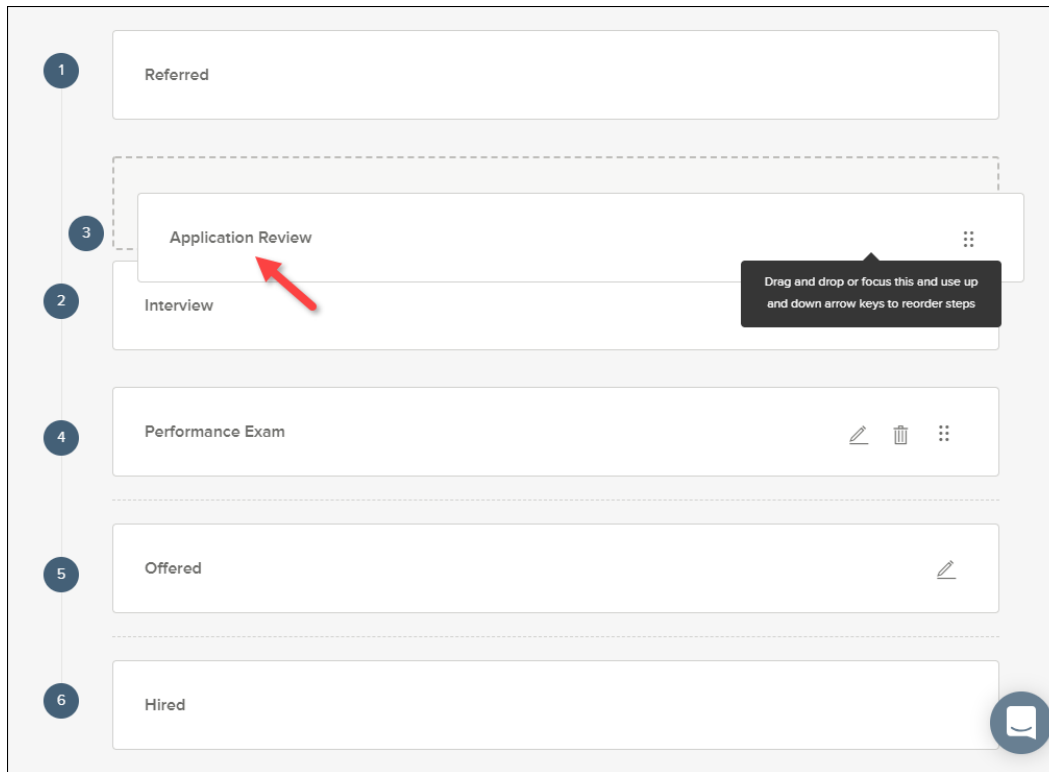 1
Referred
3
Application Review
Drag and drop or focus this and use up
and down arrow keys to reorder steps
2
Interview
4
Performance Exam
5
Offered
6
Hired